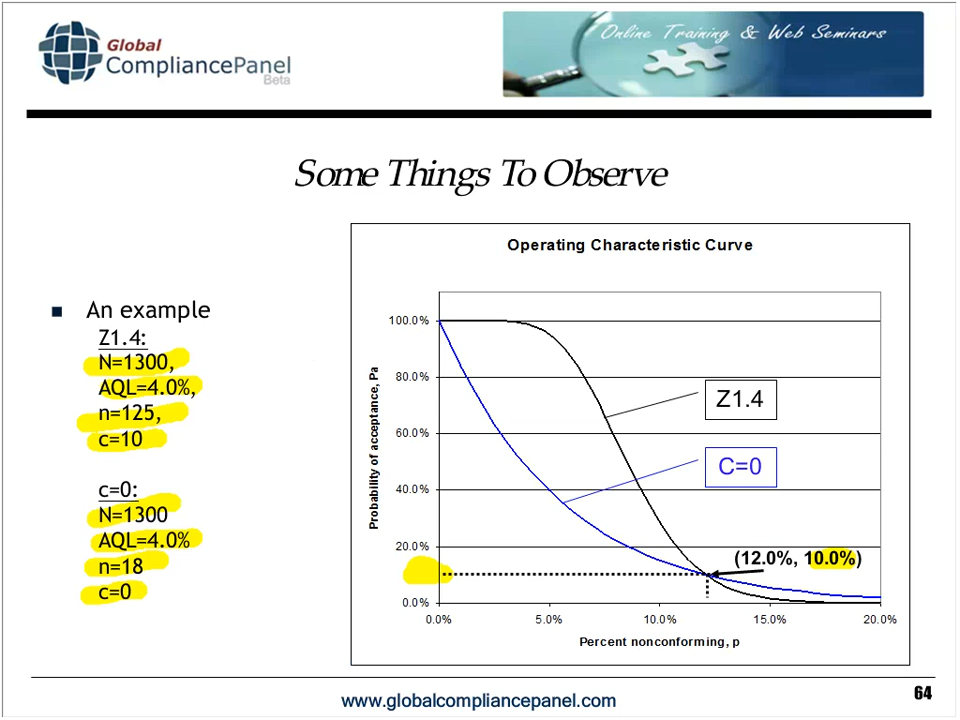 Global
CompliancePanel
Beta
Online Training & Web Seminars
Some Things To Observe
An example
Z1.4:
N=1300,
AQL=4.0%,
n=125,
c=10
c=0:
N=1300
AQL=4.0%
n=18
c=0
Operating Characteristic Curve
Probability of acceptance, Pa
100.0%
80.0%
60.0%
40.0%
20.0%
0.0%
Z1.4
C=0
(12.0%, 10.0%)
0.0% 5.0% 10.0% 15.0% 20.0%
Percent nonconforming, p
www.globalcompliancepanel.com
64